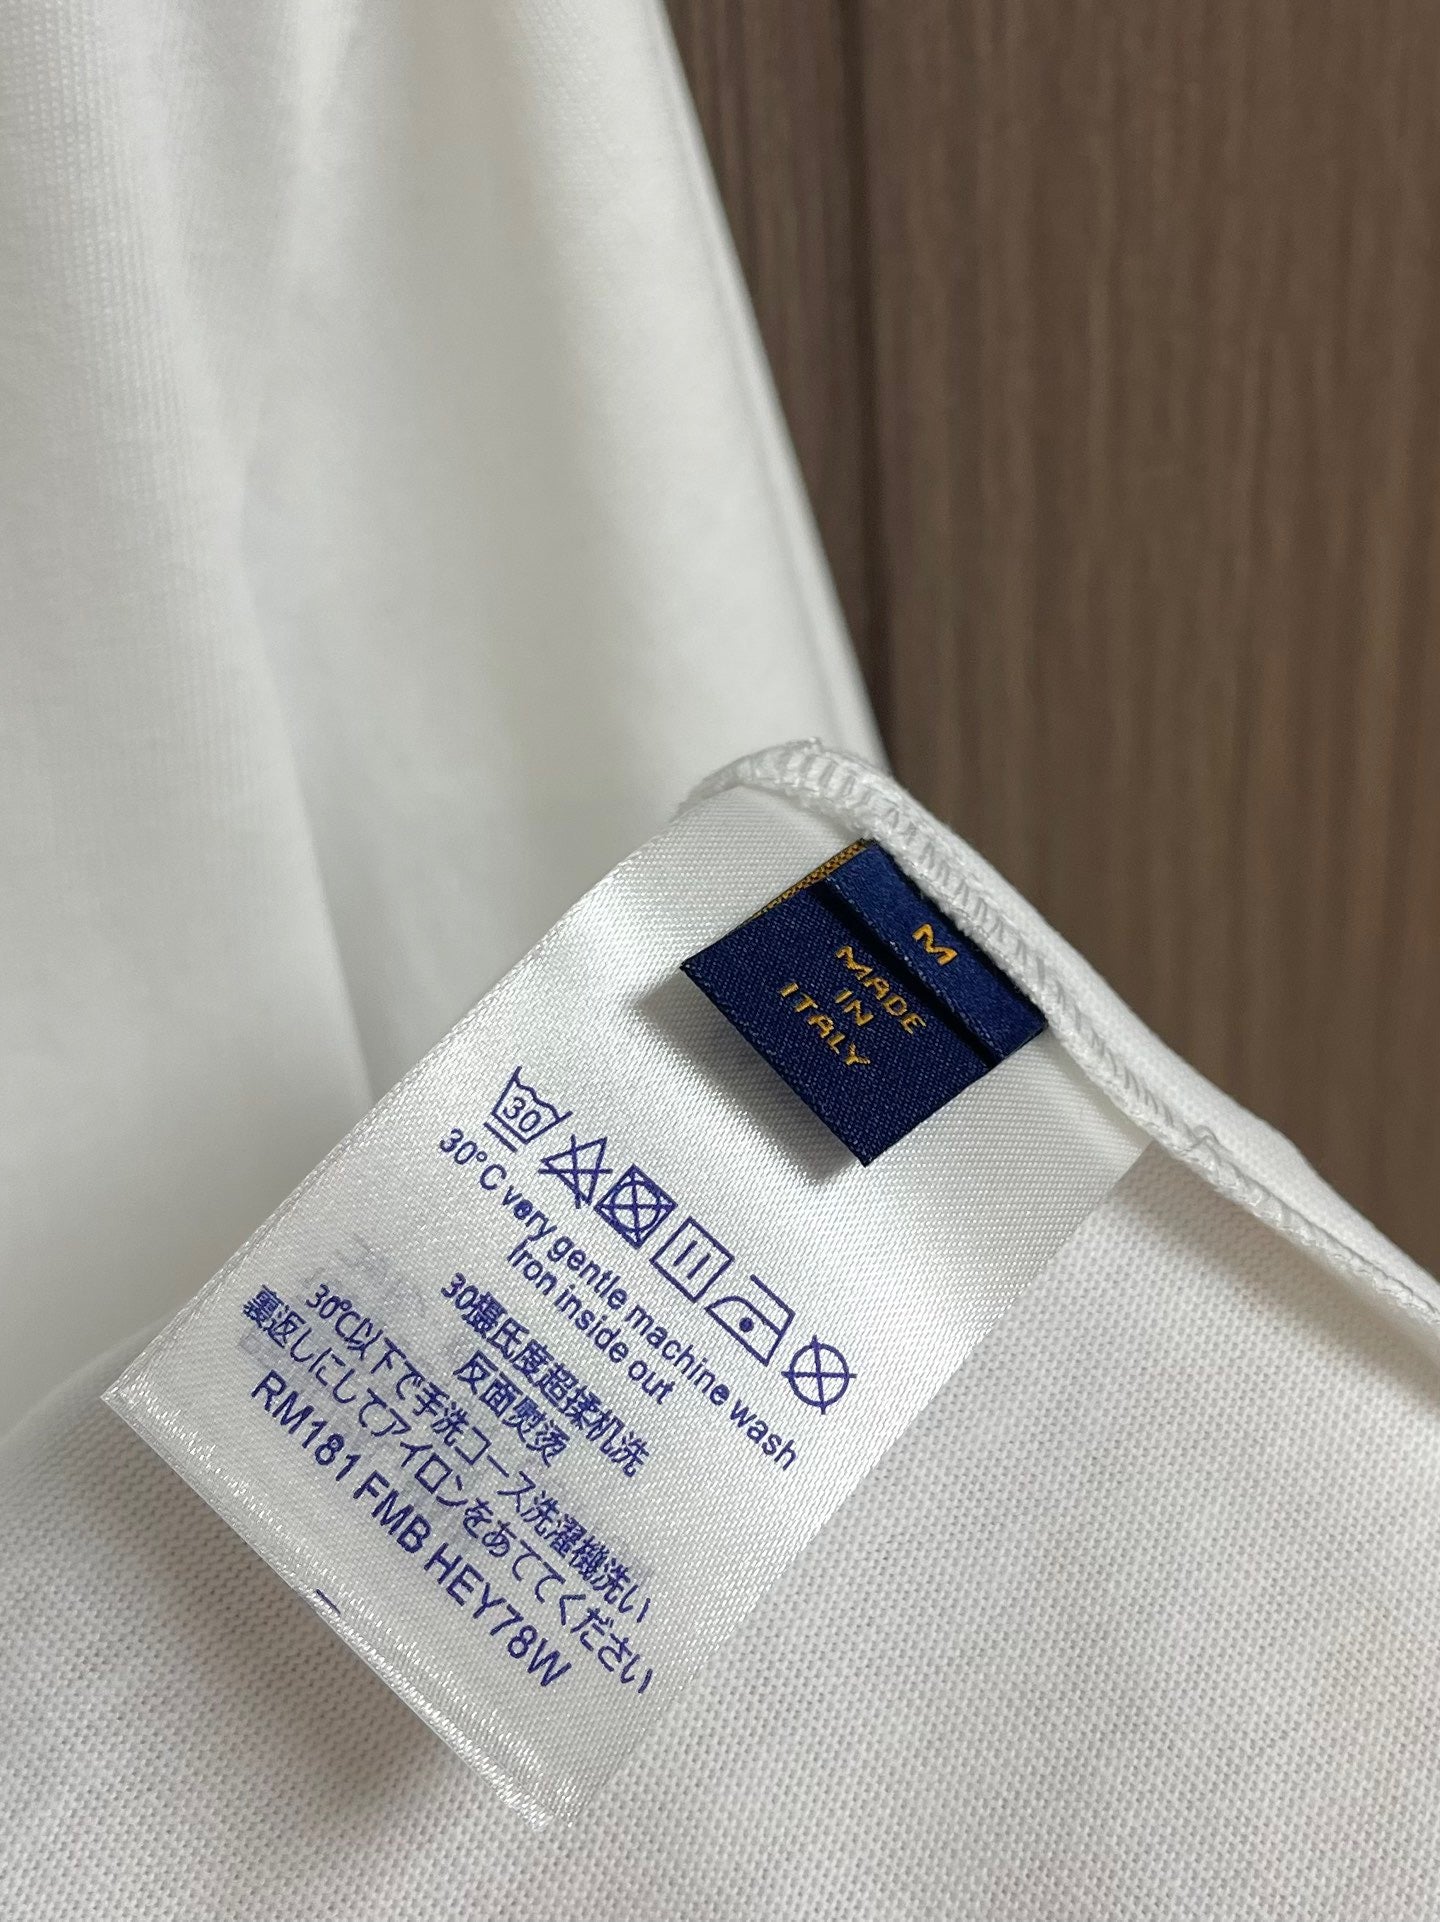 M
MADE
IN
ITALY
30
30°C very gentle machine wash
Iron inside out
30摄氏度超揉机洗
反面熨烫
30℃以下で手洗コース洗濯機洗い
裏返しにしてアイロンをあててください
RM181 FMB HEY78W